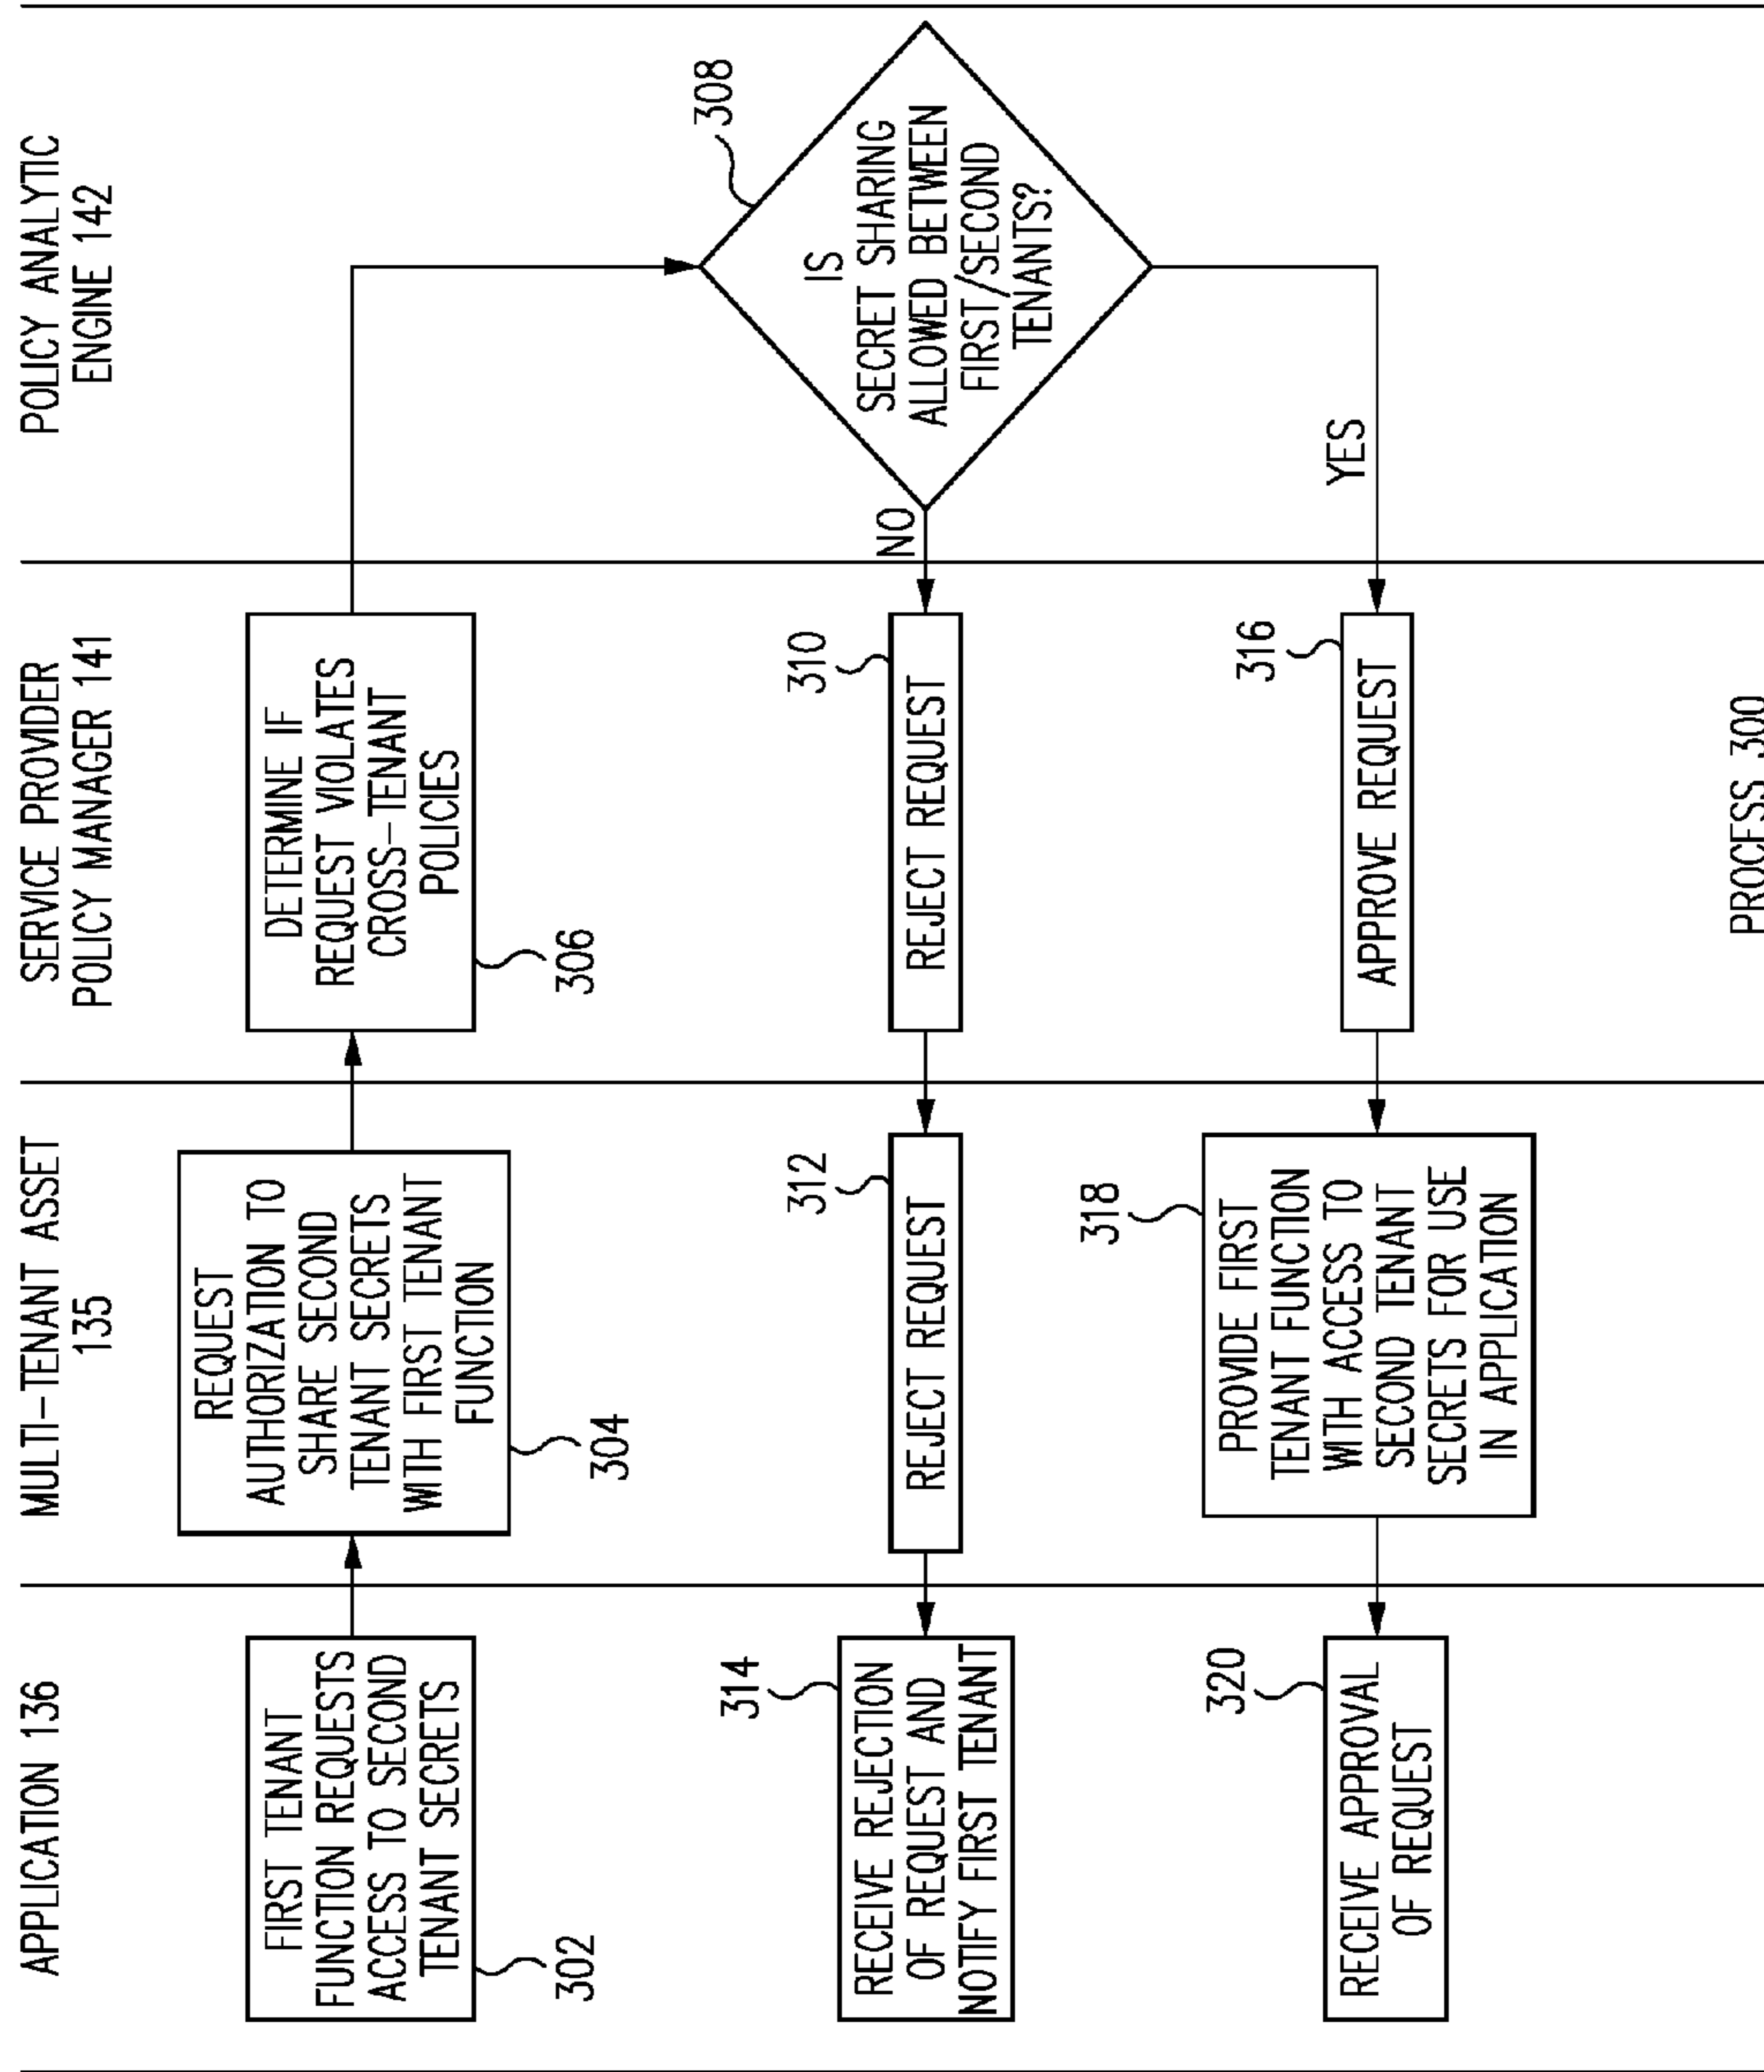 APPLICATION 136
MULTI-TENANT ASSET
135
SERVICE PROVIDER
POLICY MANAGER 141
POLICY ANALYTIC
ENGINE 142
FIRST TENANT
FUNCTION REQUESTS
ACCESS TO SECOND
TENANT SECRETS
302
REQUEST
AUTHORIZATION TO
SHARE SECOND
TENANT SECRETS
WITH FIRST TENANT
FUNCTION
304
DETERMINE IF
REQUEST VIOLATES
CROSS-TENANT
POLICIES
306
308
IS
SECRET SHARING
ALLOWED BETWEEN
FIRST/SECOND
TENANTS?
NO
YES
310
REJECT REQUEST
312
REJECT REQUEST
314
RECEIVE REJECTION
OF REQUEST AND
NOTIFY FIRST TENANT
316
APPROVE REQUEST
318
PROVIDE FIRST
TENANT FUNCTION
WITH ACCESS TO
SECOND TENANT
SECRETS FOR USE
IN APPLICATION
320
RECEIVE APPROVAL
OF REQUEST
PROCESS 300